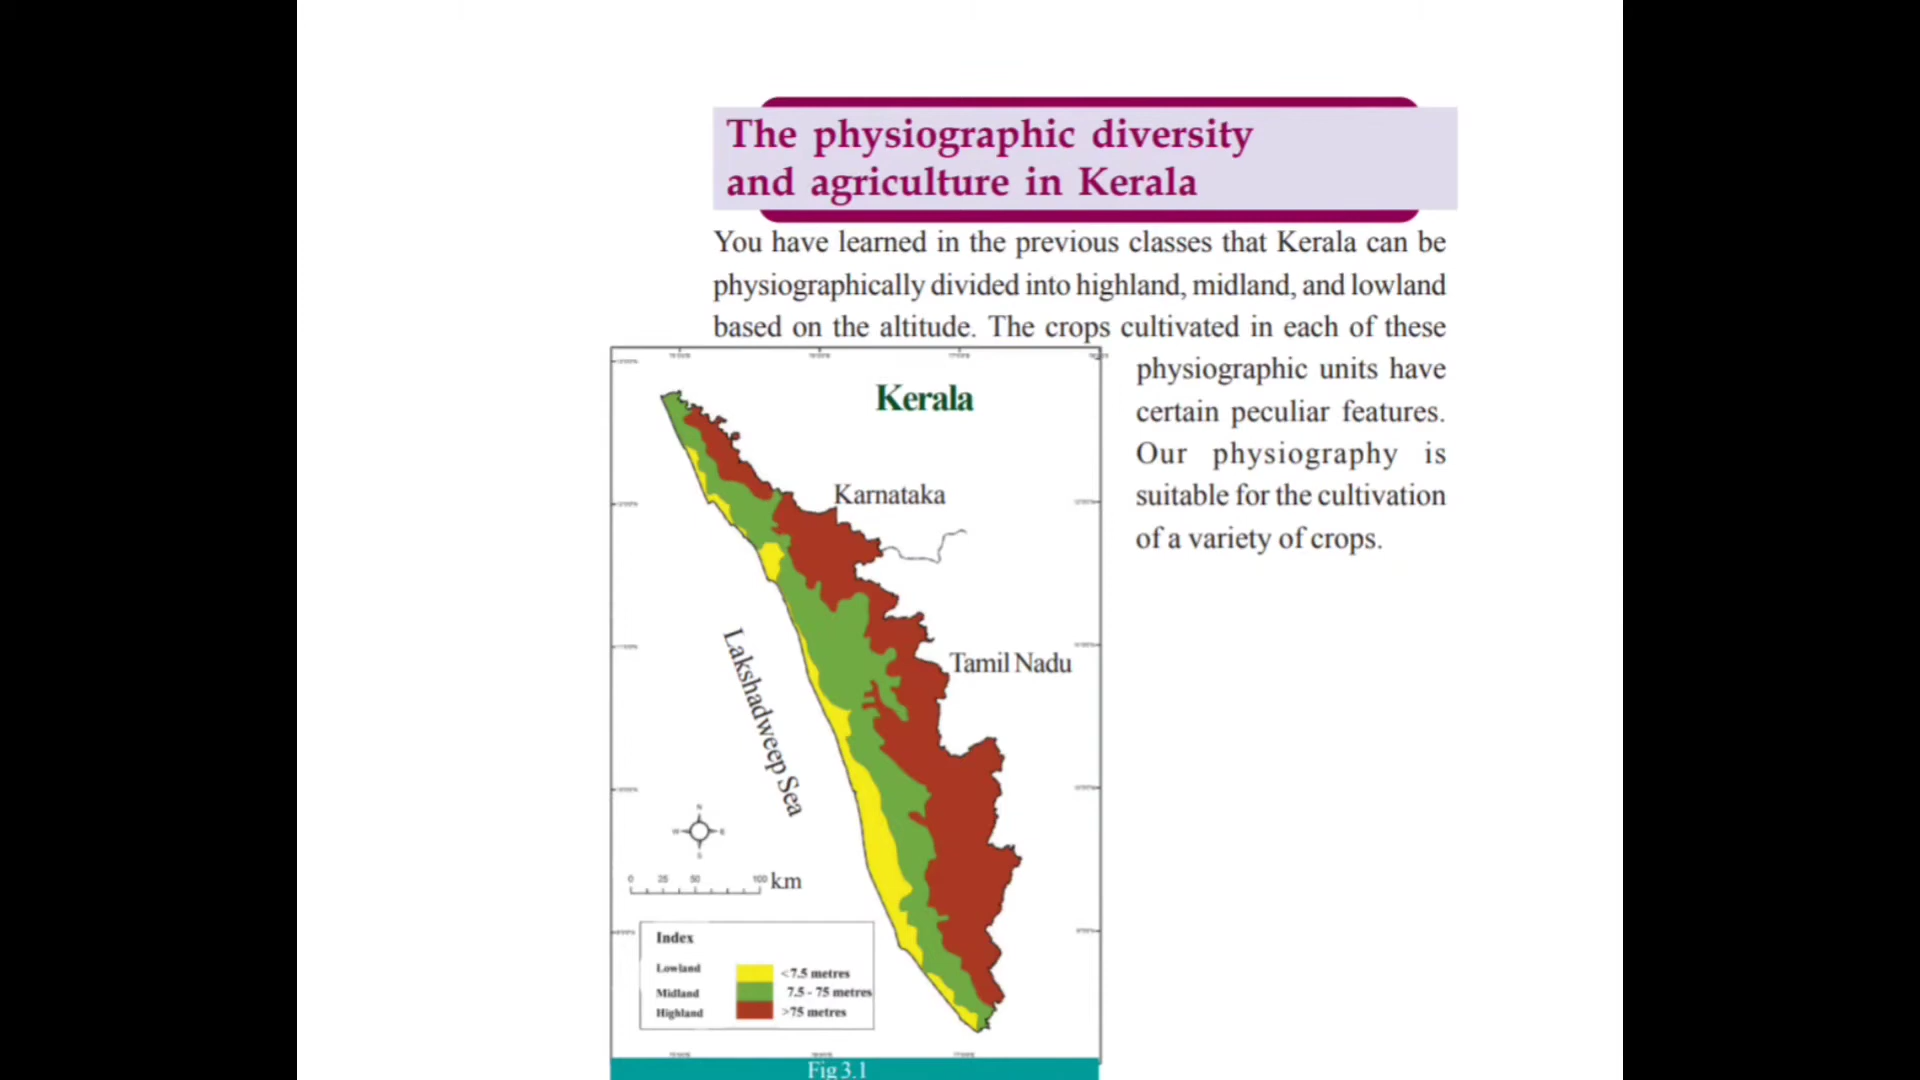 The physiographic diversity
and agriculture in Kerala
You have learned in the previous classes that Kerala can be
physiographically divided into highland, midland, and lowland
based on the altitude. The crops cultivated in each of these
physiographic units have
certain peculiar features.
Our physiography is
suitable for the cultivation
of a variety of crops.
Kerala
Karnataka
Tamil Nadu
Lakshadweep Sea
N
W E
S
0 25 50 100 km
Index
Lowland <7.5 metres
Midland 7.5 - 75 metres
Highland >75 metres
Fig 3.1